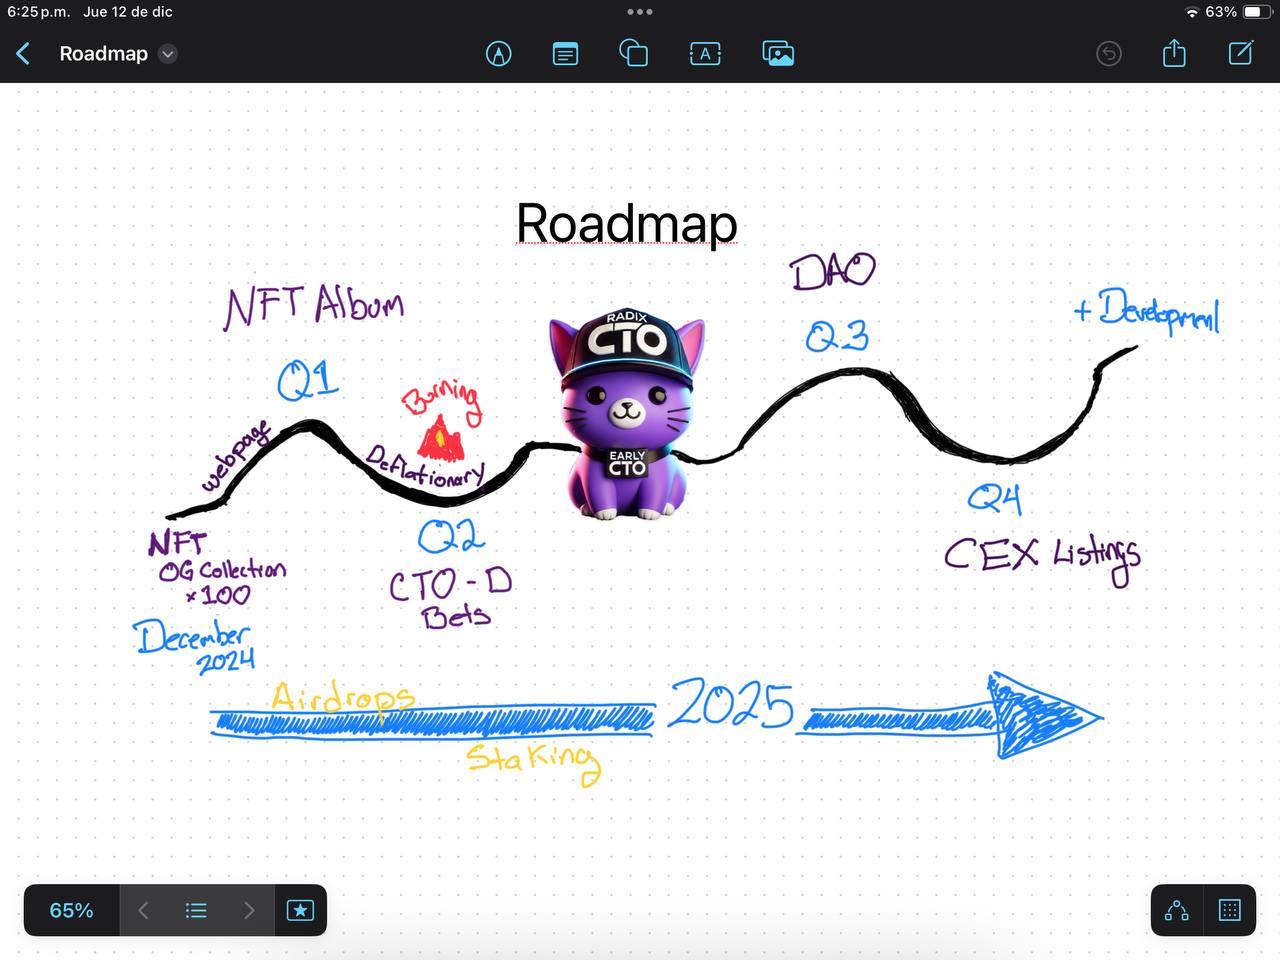 6:25 p.m. Jue 12 de dic
63%
Roadmap
A
Roadmap
DAO
NFT Album
+ Development
RADIX
CTO
Q3
Q1
Burning
webpage
Deflationary
EARLY
CTO
Q4
NFT
OG Collection
x100
Q2
CTO-D
Bets
CEX Listings
December
2024
Airdrops
2025
Staking
65%